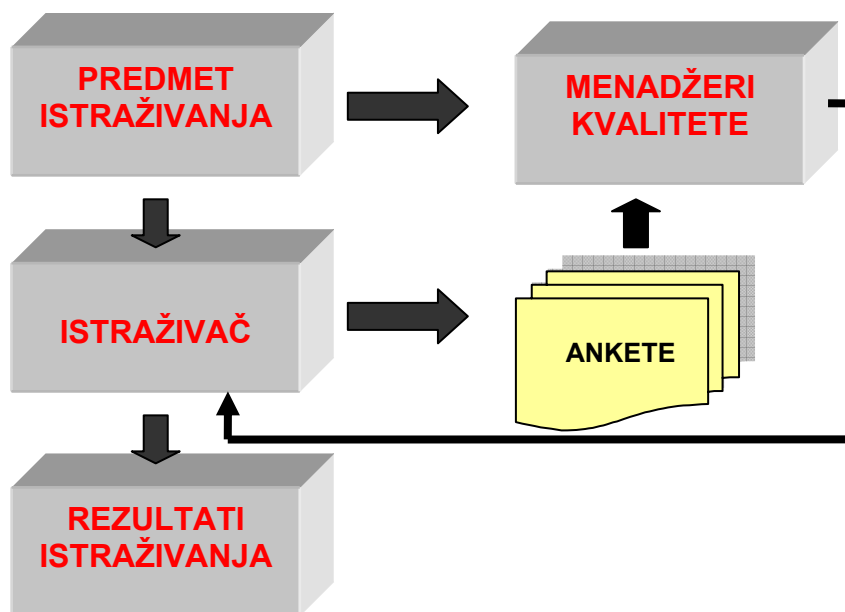 PREDMET
ISTRAŽIVANJA
MENADŽERI
KVALITETE
ISTRAŽIVAČ
ANKETE
REZULTATI
ISTRAŽIVANJA